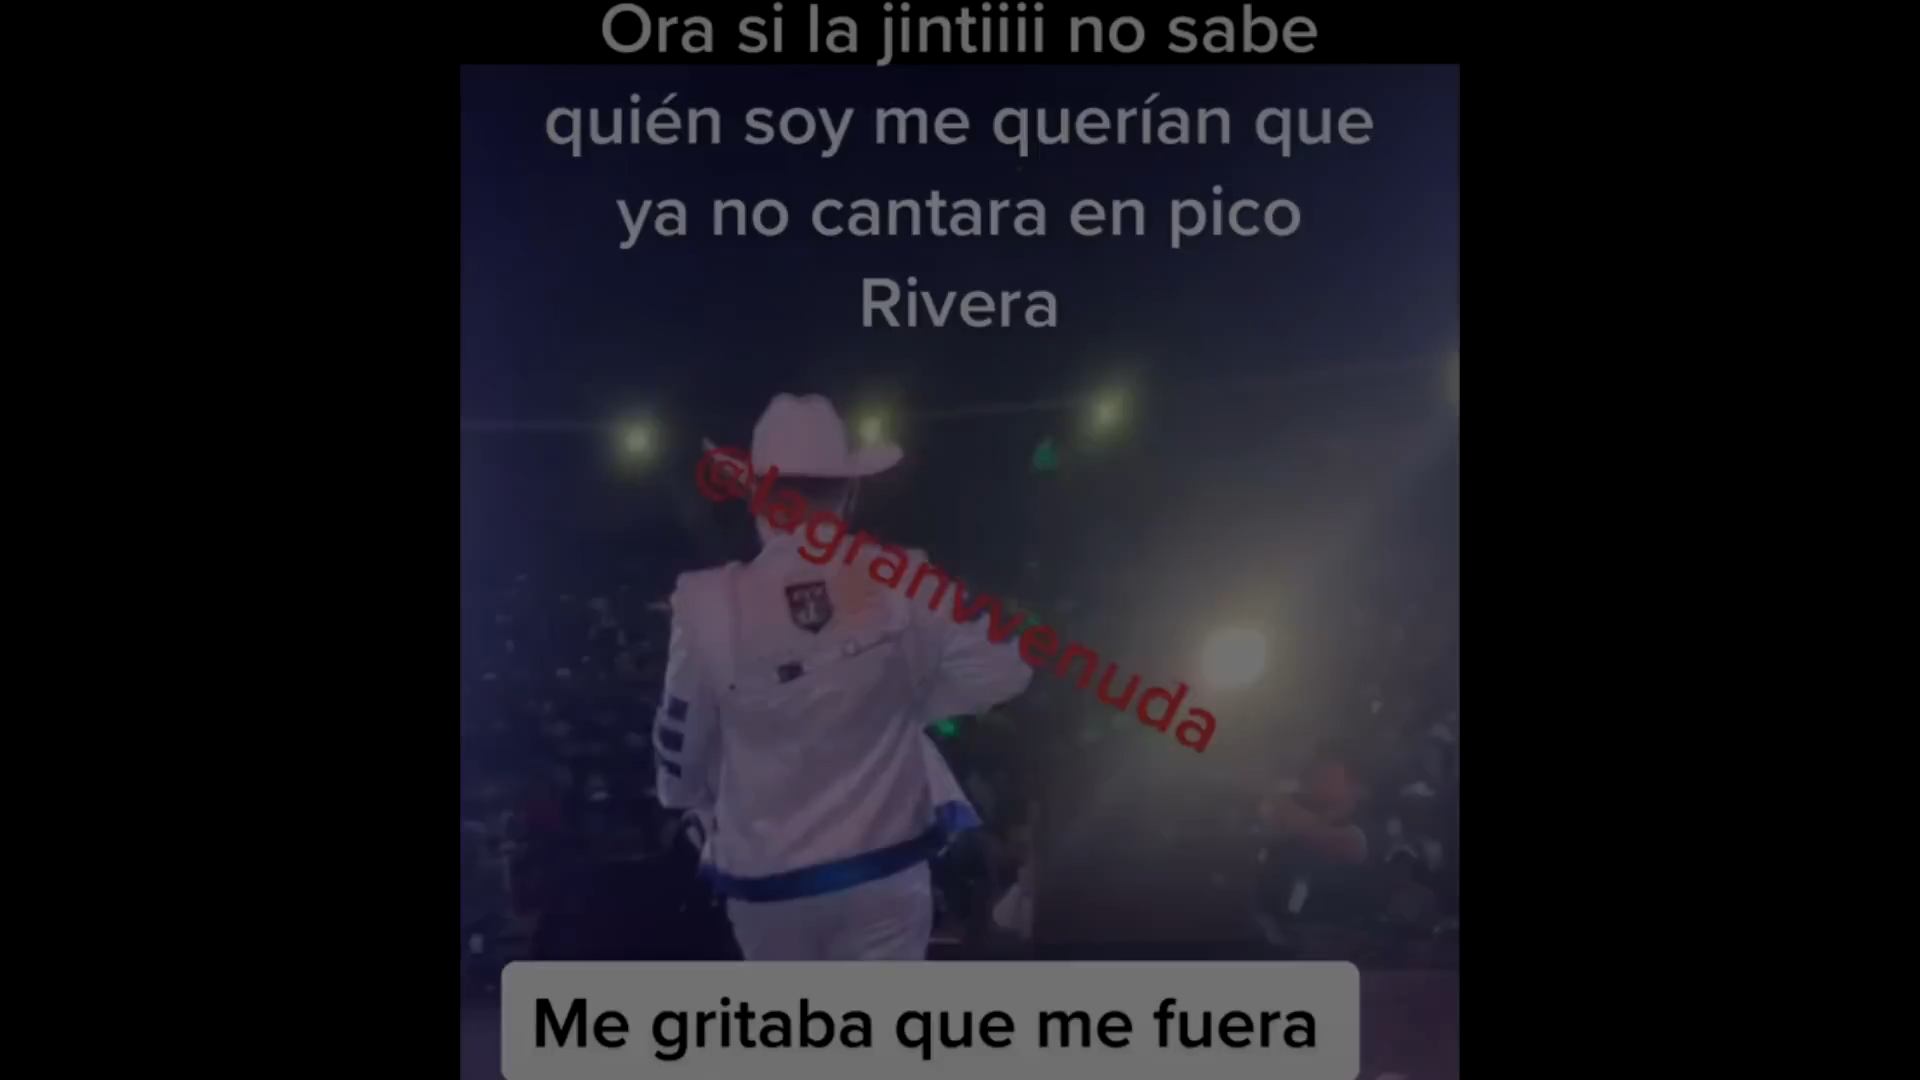 Ora si la jintiiii no sabe
quién soy me querían que
ya no cantara en pico
Rivera
@lagranvvenuda
Me gritaba que me fuera